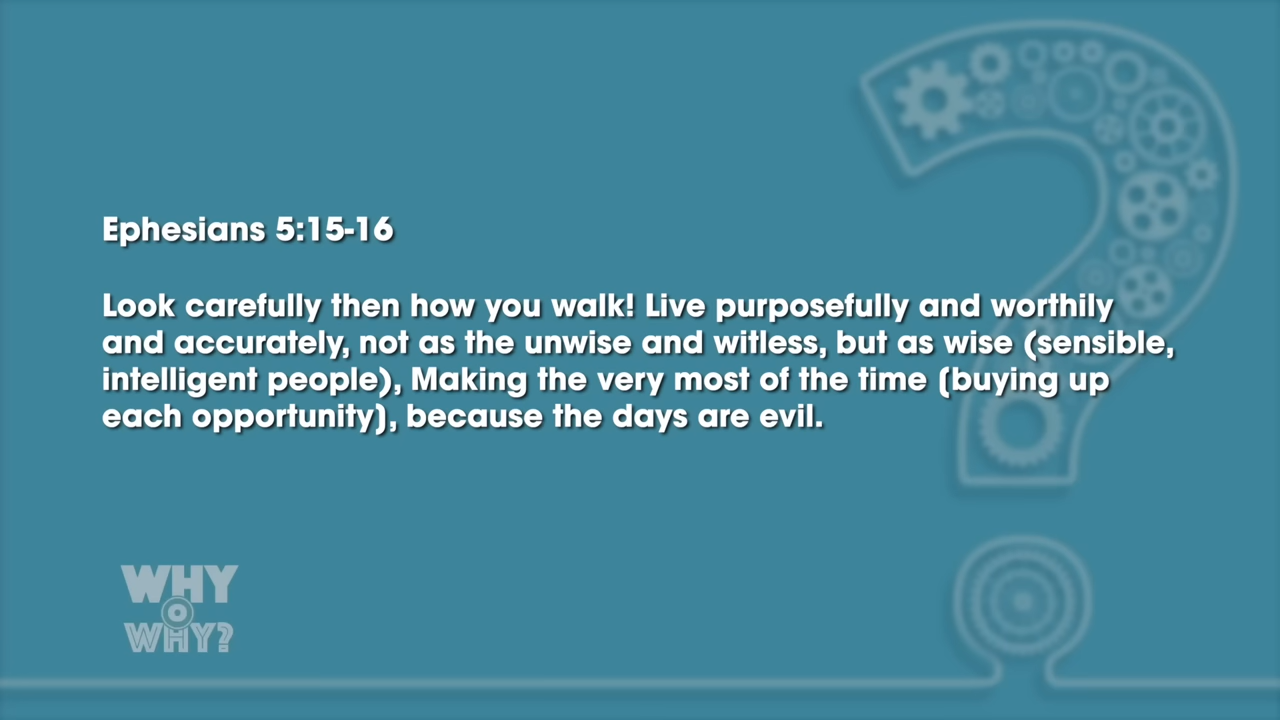 Ephesians 5:15-16
Look carefully then how you walk! Live purposefully and worthily
and accurately, not as the unwise and witless, but as wise (sensible,
intelligent people), Making the very most of the time [buying up
each opportunity], because the days are evil.
WHY
O
WHY?